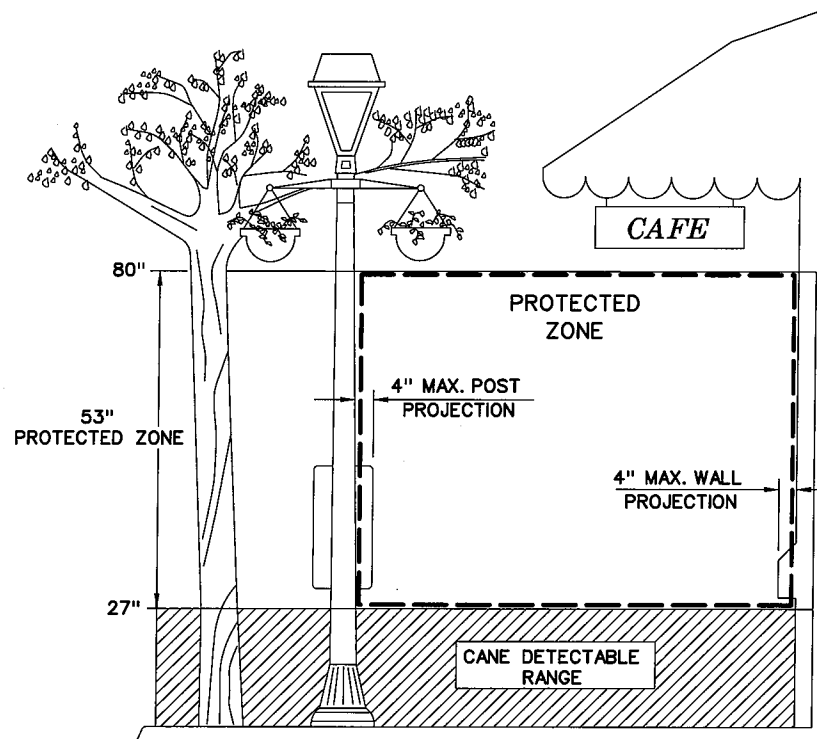 CAFE
80"
PROTECTED
ZONE
4" MAX. POST
PROJECTION
53"
PROTECTED ZONE
4" MAX. WALL
PROJECTION
27"
CANE DETECTABLE
RANGE